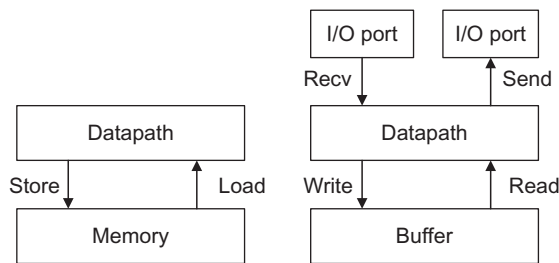 I/O port I/O port
Recv Send
Datapath Datapath
Store Load Write Read
Memory Buffer